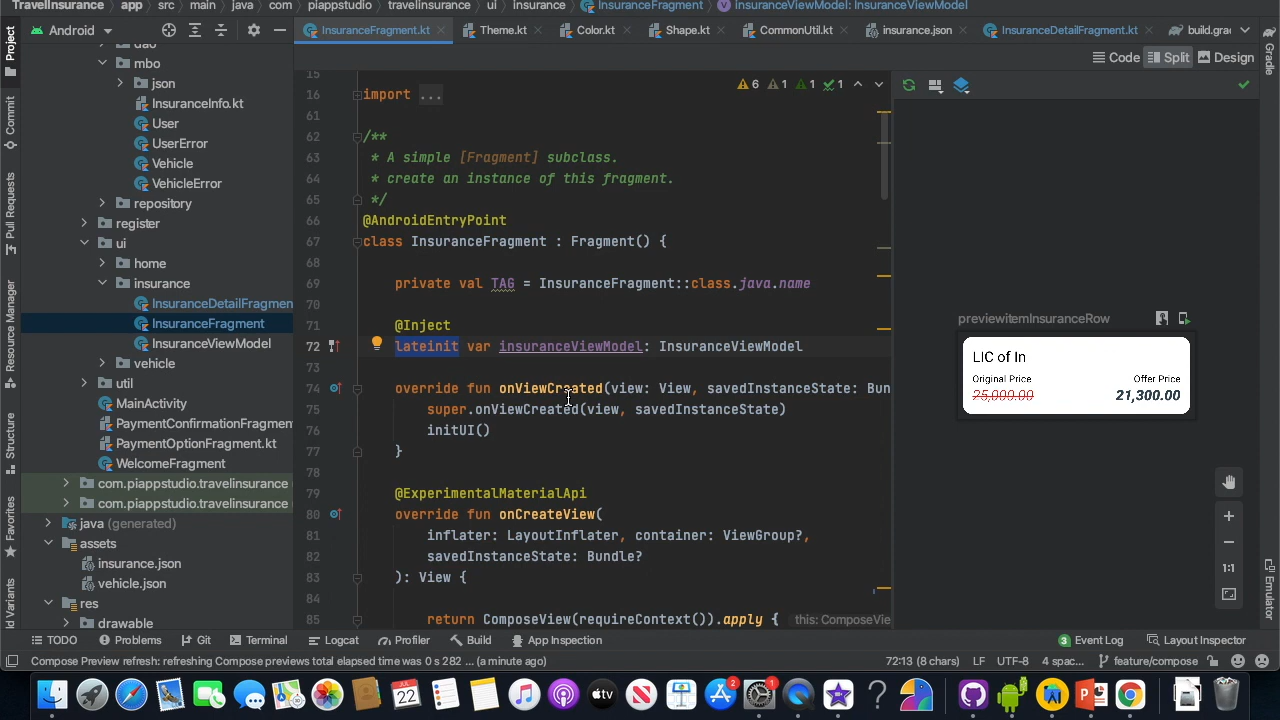 TravelInsurance app src main java com piappstudio travelinsurance ui insurance InsuranceFragment insuranceViewModel: InsuranceViewModel
Android
InsuranceFragment.kt Theme.kt Color.kt Shape.kt CommonUtil.kt insurance.json InsuranceDetailFragment.kt build.gra
Code Split Design
Project
Commit
Pull Requests
Resource Manager
Structure
Favorites
Gradle
Emulator
dao
mbo
json
InsuranceInfo.kt
User
UserError
Vehicle
VehicleError
repository
register
ui
home
insurance
InsuranceDetailFragmen
InsuranceFragment
InsuranceViewModel
vehicle
util
MainActivity
PaymentConfirmationFragment
PaymentOptionFragment.kt
WelcomeFragment
com.piappstudio.travelinsurance
com.piappstudio.travelinsurance
java (generated)
assets
insurance.json
vehicle.json
res
drawable
6 1 1 1
15
16 import ...
61
62 /**
63 * A simple [Fragment] subclass.
64 * create an instance of this fragment.
65 */
66 @AndroidEntryPoint
67 class InsuranceFragment : Fragment() {
68
69 private val TAG = InsuranceFragment::class.java.name
70
71 @Inject
72 lateinit var insuranceViewModel: InsuranceViewModel
73
74 override fun onViewCreated(view: View, savedInstanceState: Bun
75 super.onViewCreated(view, savedInstanceState)
76 initUI()
77 }
78
79 @ExperimentalMaterialApi
80 override fun onCreateView(
81 inflater: LayoutInflater, container: ViewGroup?,
82 savedInstanceState: Bundle?
83 ): View {
84
85 return ComposeView(requireContext()).apply { this: ComposeVie
previewitemInsuranceRow
LIC of In
Original Price Offer Price
25,000.00 21,300.00
1:1
TODO Problems Git Terminal Logcat Profiler Build App Inspection 3 Event Log Layout Inspector
Compose Preview refresh: refreshing Compose previews total elapsed time was 0 s 282 ... (a minute ago) 72:13 (8 chars) LF UTF-8 4 spac... feature/compose
JUL
22
2
1